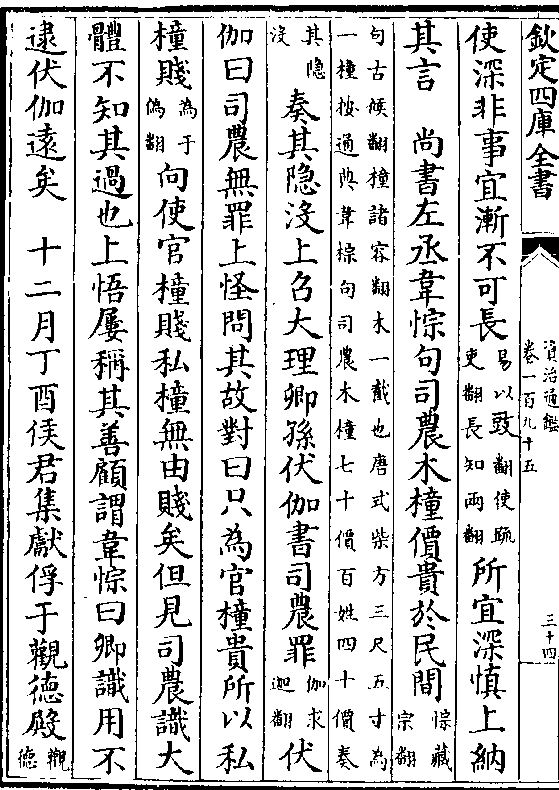 欽定四庫全書
資治通鑑
卷一百九十五
三十四
使深非事宜漸不可長易以豉翻使疏吏翻長知兩翻所宜深慎上納
其言　尚書左丞韋悰句司農木橦價貴於民間悰藏宗翻
句古候翻橦諸容翻木一截也唐式柴方三尺五寸為
一橦按通典韋悰句司農木橦七十價百姓四十價奏
其隐没奏其隐没上召大理卿孫伏伽書司農罪伽求迦翻伏
伽曰司農無罪上怪問其故對曰只為官橦貴所以私
橦賤為于偽翻向使官橦賤私橦無由賤矣但見司農識大
體不知其過也上悟屢稱其善顧謂韋悰曰卿識用不
逮伏伽遠矣　十二月丁酉侯君集獻俘于觀德殿觀德